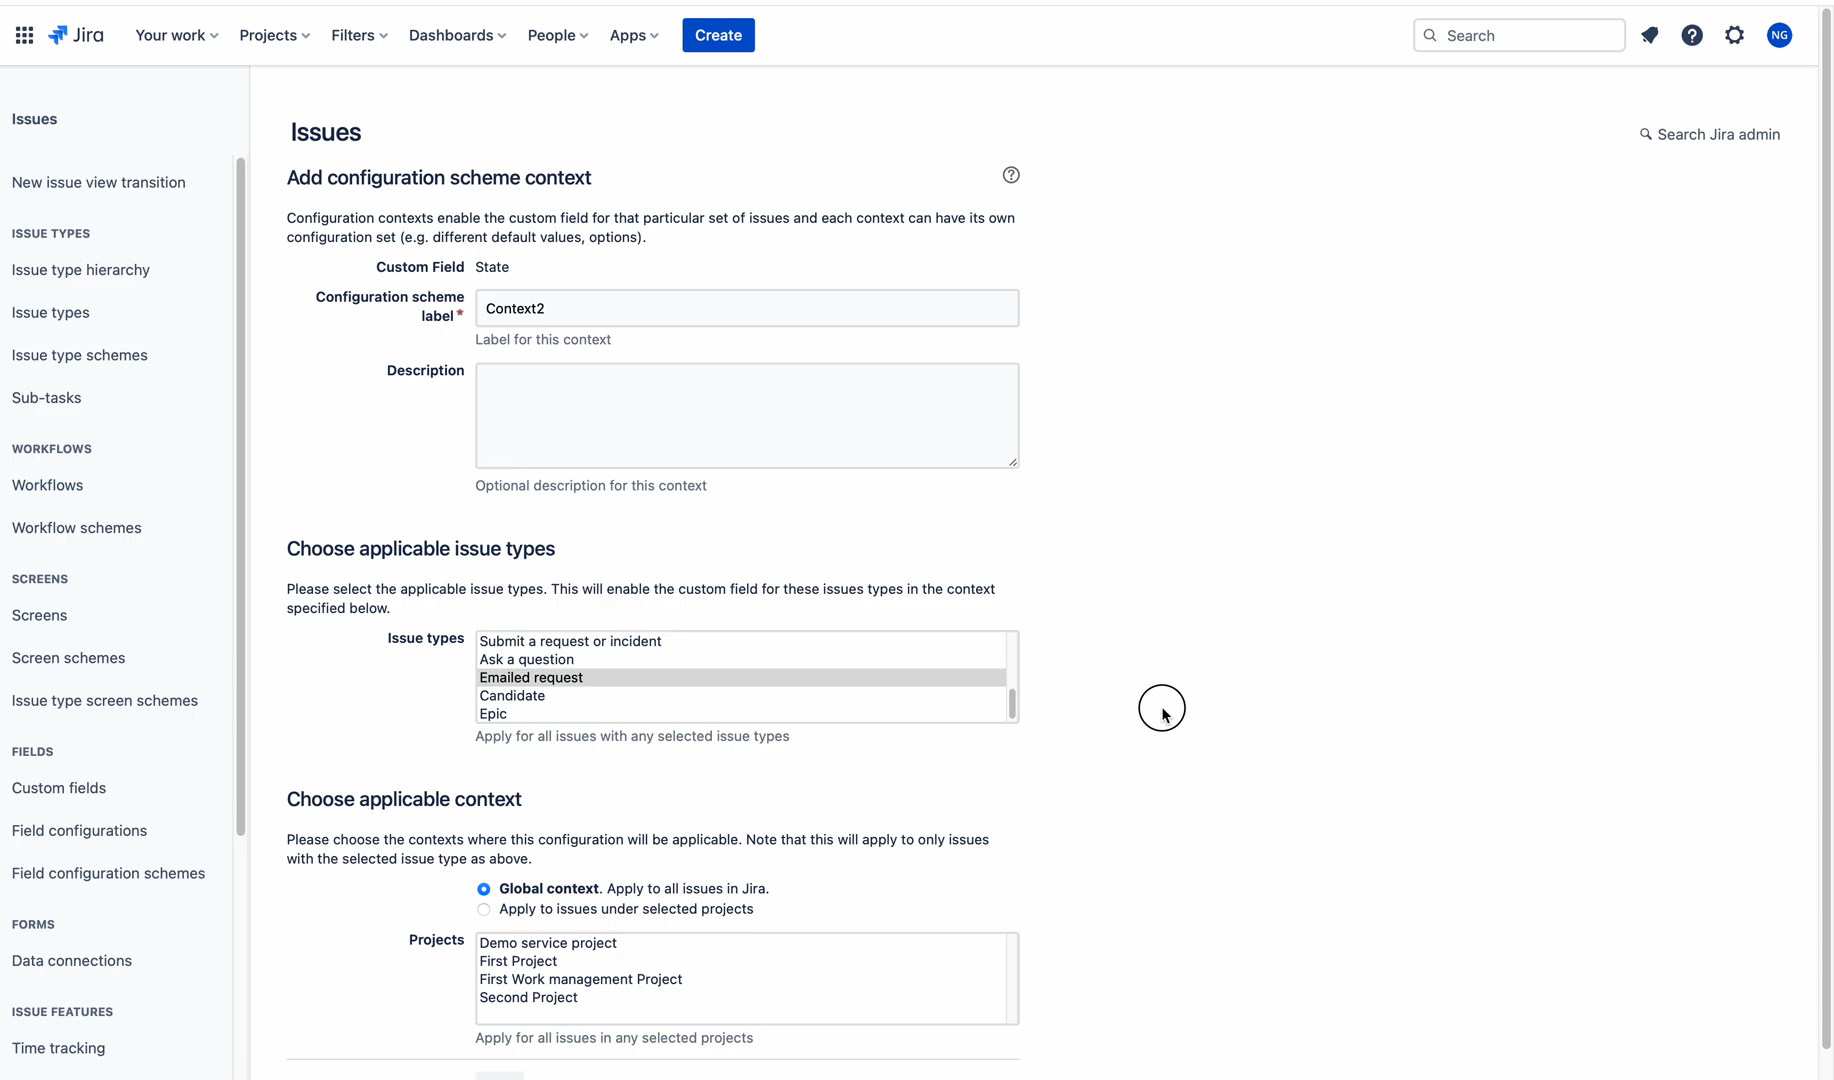 Jira
Your work
Projects
Filters
Dashboards
People
Apps
Create
Search
NG
Issues
New issue view transition
ISSUE TYPES
Issue type hierarchy
Issue types
Issue type schemes
Sub-tasks
WORKFLOWS
Workflows
Workflow schemes
SCREENS
Screens
Screen schemes
Issue type screen schemes
FIELDS
Custom fields
Field configurations
Field configuration schemes
FORMS
Data connections
ISSUE FEATURES
Time tracking
Issues
Search Jira admin
Add configuration scheme context
Configuration contexts enable the custom field for that particular set of issues and each context can have its own
configuration set (e.g. different default values, options).
Custom Field State
Configuration scheme
label*
Context2
Label for this context
Description
Optional description for this context
Choose applicable issue types
Please select the applicable issue types. This will enable the custom field for these issues types in the context
specified below.
Issue types
Submit a request or incident
Ask a question
Emailed request
Candidate
Epic
Apply for all issues with any selected issue types
Choose applicable context
Please choose the contexts where this configuration will be applicable. Note that this will apply to only issues
with the selected issue type as above.
Global context. Apply to all issues in Jira.
Apply to issues under selected projects
Projects
Demo service project
First Project
First Work management Project
Second Project
Apply for all issues in any selected projects